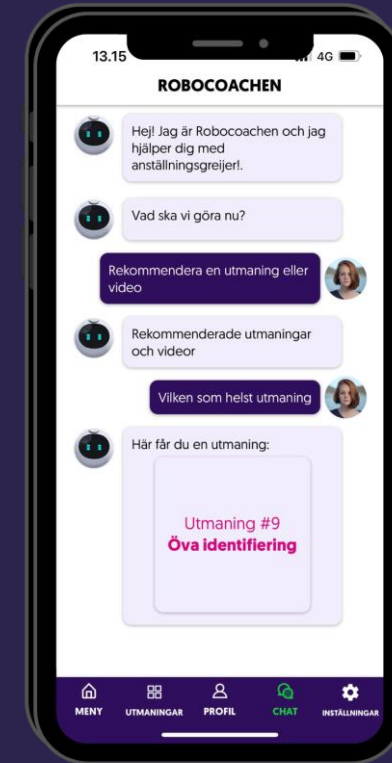 13.15
4G
ROBOCOACHEN
Hej! Jag är Robocoachen och jag
hjälper dig med
anställningsgreijer!.
Vad ska vi göra nu?
Rekommendera en utmaning eller
video
Rekommenderade utmaningar
och videor
Vilken som helst utmaning
Här får du en utmaning:
Utmaning #9
Öva identifiering
MENY
UTMANINGAR
PROFIL
CHAT
INSTÄLLNINGAR